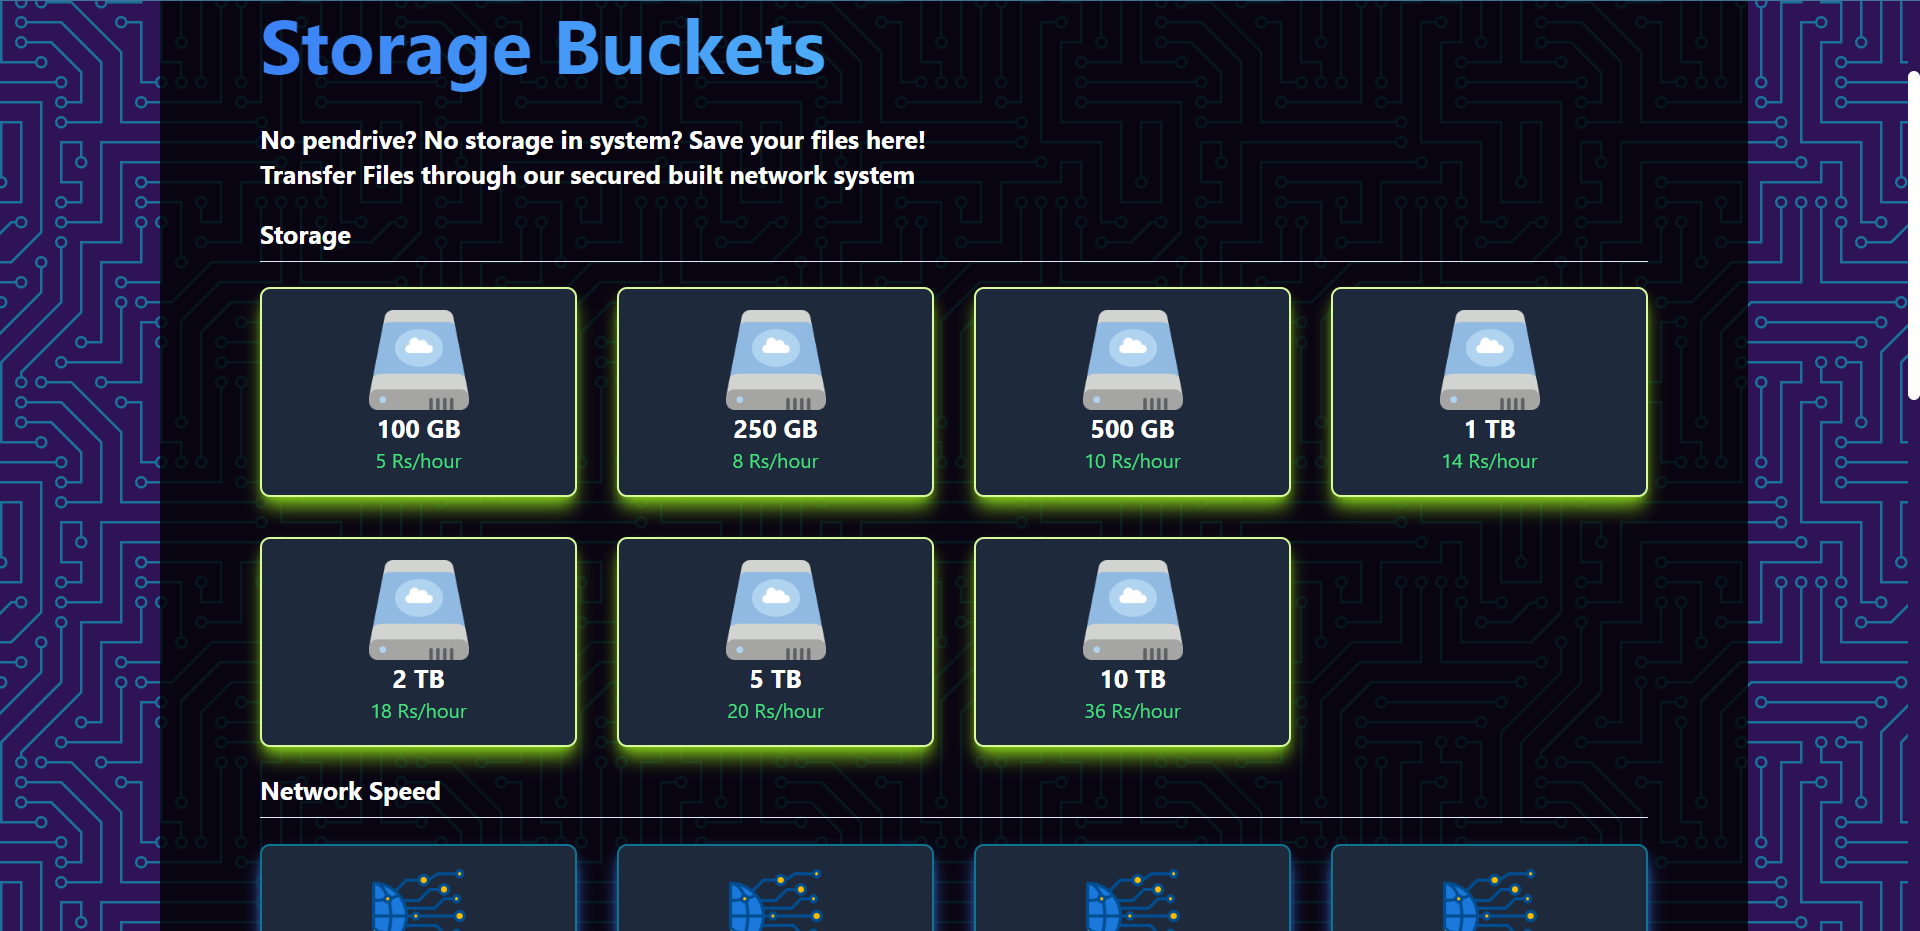 Storage Buckets
No pendrive? No storage in system? Save your files here!
Transfer Files through our secured built network system
Storage
100 GB
5 Rs/hour
250 GB
8 Rs/hour
500 GB
10 Rs/hour
1 TB
14 Rs/hour
2 TB
18 Rs/hour
5 TB
20 Rs/hour
10 TB
36 Rs/hour
Network Speed